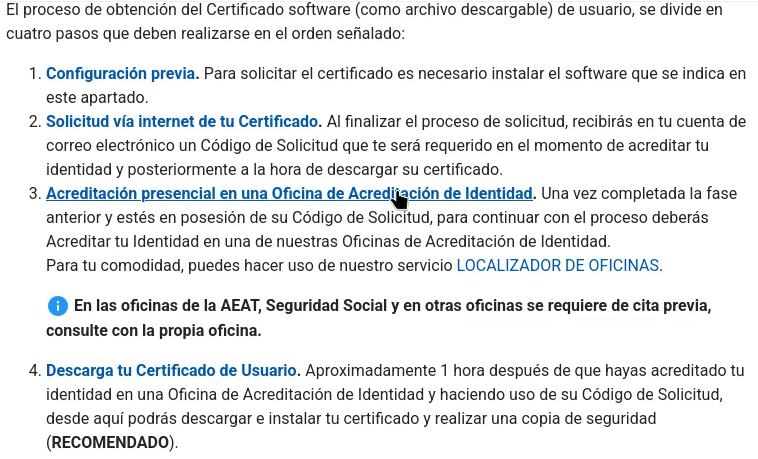 El proceso de obtención del Certificado software (como archivo descargable) de usuario, se divide en
cuatro pasos que deben realizarse en el orden señalado:
1. Configuración previa. Para solicitar el certificado es necesario instalar el software que se indica en
este apartado.
2. Solicitud vía internet de tu Certificado. Al finalizar el proceso de solicitud, recibirás en tu cuenta de
correo electrónico un Código de Solicitud que te será requerido en el momento de acreditar tu
identidad y posteriormente a la hora de descargar su certificado.
3. Acreditación presencial en una Oficina de Acreditación de Identidad. Una vez completada la fase
anterior y estés en posesión de su Código de Solicitud, para continuar con el proceso deberás
Acreditar tu Identidad en una de nuestras Oficinas de Acreditación de Identidad.
Para tu comodidad, puedes hacer uso de nuestro servicio LOCALIZADOR DE OFICINAS.
En las oficinas de la AEAT, Seguridad Social y en otras oficinas se requiere de cita previa,
consulte con la propia oficina.
4. Descarga tu Certificado de Usuario. Aproximadamente 1 hora después de que hayas acreditado tu
identidad en una Oficina de Acreditación de Identidad y haciendo uso de su Código de Solicitud,
desde aquí podrás descargar e instalar tu certificado y realizar una copia de seguridad
(RECOMENDADO).